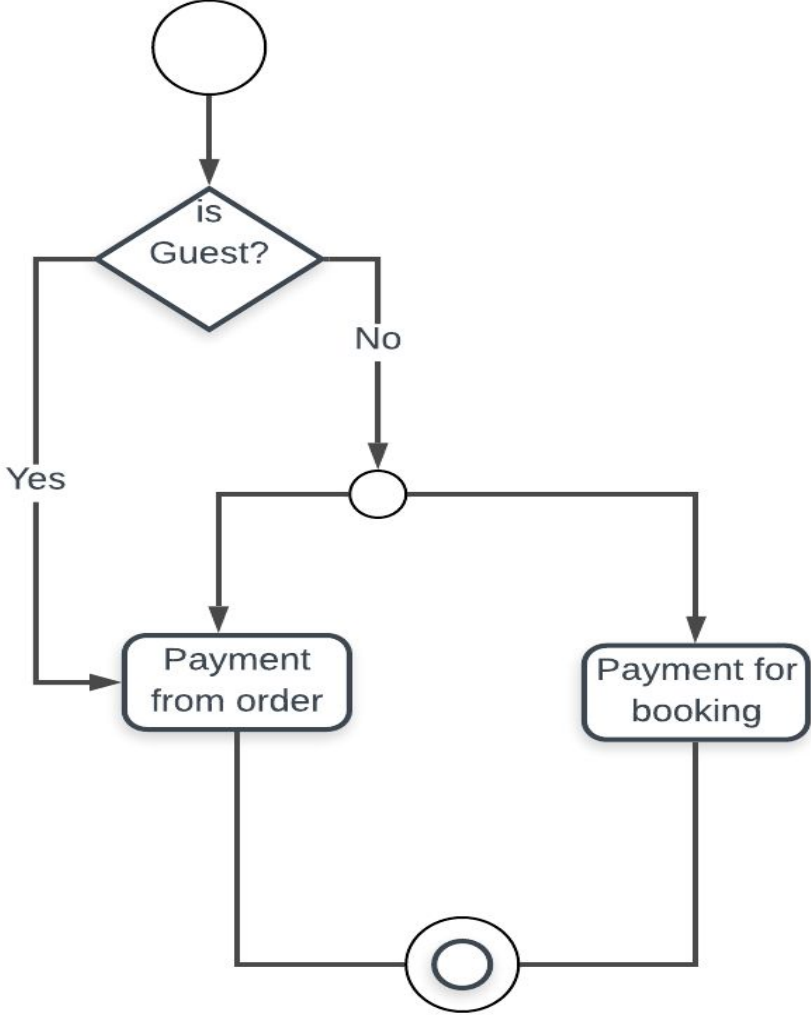 is
Guest?
No
Yes
Payment
from order
Payment for
booking